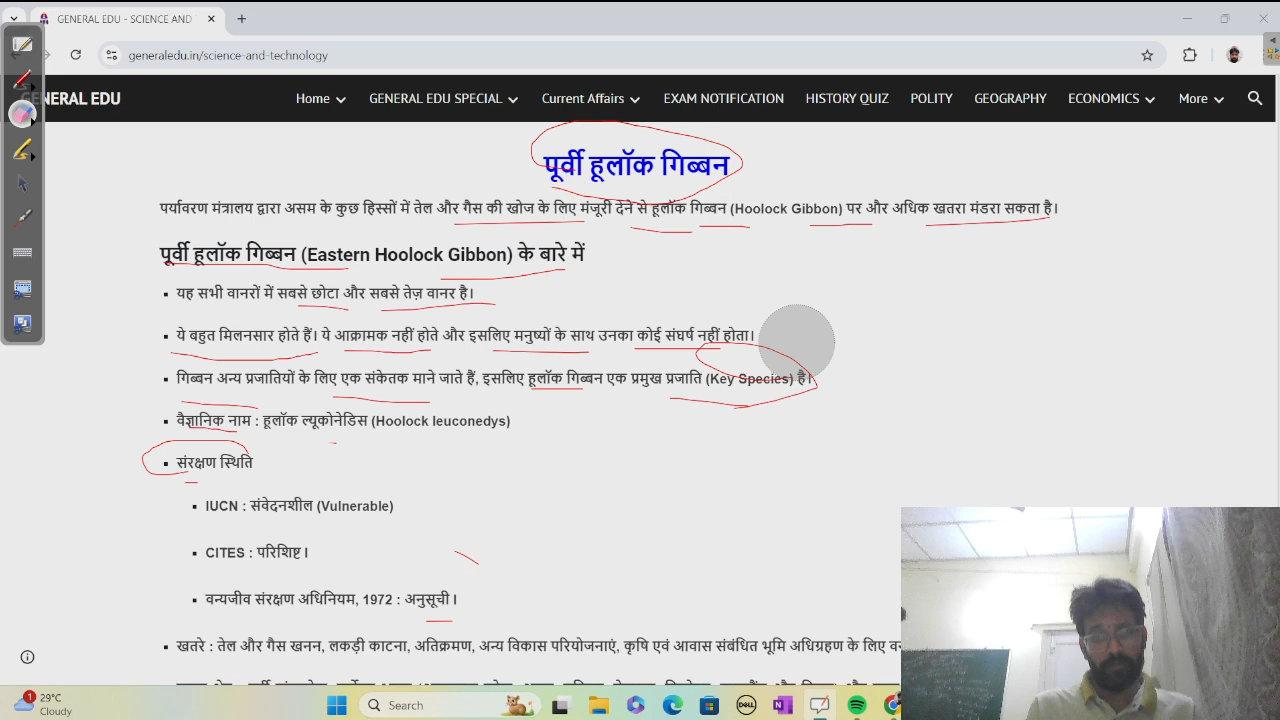 GENERAL EDU - SCIENCE AND
generaledu.in/science-and-technology
GENERAL EDU Home GENERAL EDU SPECIAL Current Affairs EXAM NOTIFICATION HISTORY QUIZ POLITY GEOGRAPHY ECONOMICS More
पूर्वी हूलॉक गिब्बन
पर्यावरण मंत्रालय द्वारा असम के कुछ हिस्सों में तेल और गैस की खोज के लिए मंजूरी देने से हूलॉक गिब्बन (Hoolock Gibbon) पर और अधिक खतरा मंडरा सकता है।
पूर्वी हूलॉक गिब्बन (Eastern Hoolock Gibbon) के बारे में
यह सभी वानरों में सबसे छोटा और सबसे तेज़ वानर है।
ये बहुत मिलनसार होते हैं। ये आक्रामक नहीं होते और इसलिए मनुष्यों के साथ उनका कोई संघर्ष नहीं होता।
गिब्बन अन्य प्रजातियों के लिए एक संकेतक माने जाते हैं, इसलिए हूलॉक गिब्बन एक प्रमुख प्रजाति (Key Species) है।
वैज्ञानिक नाम : हूलॉक ल्यूकोनेडिस (Hoolock leuconedys)
संरक्षण स्थिति
IUCN : संवेदनशील (Vulnerable)
CITES : परिशिष्ट I
वन्यजीव संरक्षण अधिनियम, 1972 : अनुसूची I
खतरे : तेल और गैस खनन, लकड़ी काटना, अतिक्रमण, अन्य विकास परियोजनाएं, कृषि एवं आवास संबंधित भूमि अधिग्रहण के लिए
1
29°C
Cloudy
Search
DELL